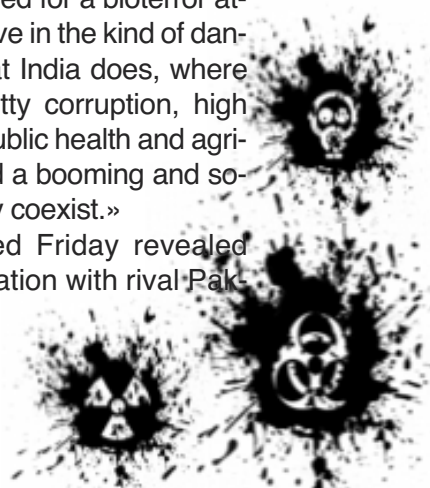 ed for a bioterror at-
ve in the kind of dan-
at India does, where
tty corruption, high
ublic health and agri-
d a booming and so-
y coexist.»
ed Friday revealed
ation with rival Pak-